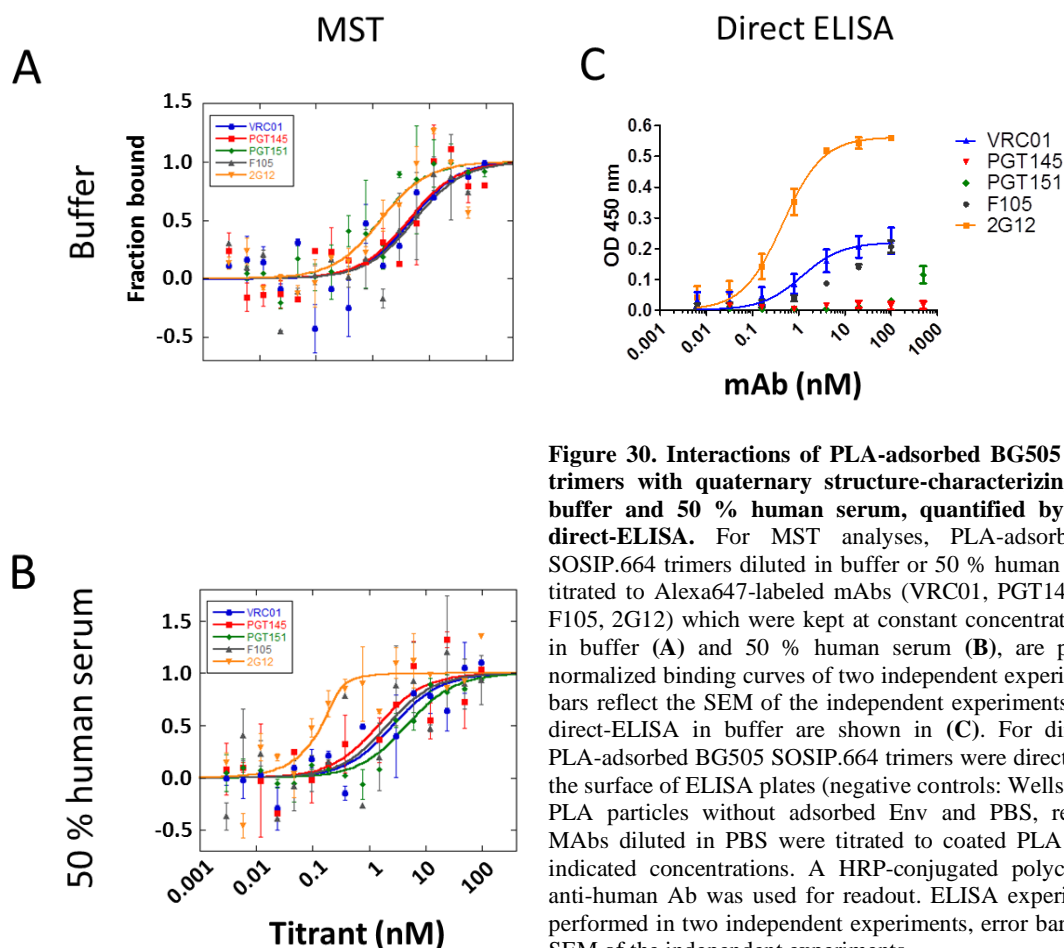 MST
Direct ELISA
A
Buffer
Fraction bound
1.5
1.0
0.5
0.0
-0.5
VRC01
PGT145
PGT151
F105
2G12
C
OD 450 nm
0.6
0.5
0.4
0.3
0.2
0.1
0.0
0.001
0.01
0.1
1
10
100
1000
mAb (nM)
VRC01
PGT145
PGT151
F105
2G12
B
50 % human serum
1.5
1.0
0.5
0.0
-0.5
VRC01
PGT145
PGT151
F105
2G12
0.001
0.01
0.1
1
10
100
Titrant (nM)
Figure 30. Interactions of PLA-adsorbed BG505
trimers with quaternary structure-characterizin
buffer and 50 % human serum, quantified by
direct-ELISA. For MST analyses, PLA-adsorb
SOSIP.664 trimers diluted in buffer or 50 % human
titrated to Alexa647-labeled mAbs (VRC01, PGT14
F105, 2G12) which were kept at constant concentrat
in buffer (A) and 50 % human serum (B), are p
normalized binding curves of two independent experi
bars reflect the SEM of the independent experiments
direct-ELISA in buffer are shown in (C). For di
PLA-adsorbed BG505 SOSIP.664 trimers were direct
the surface of ELISA plates (negative controls: Wells
PLA particles without adsorbed Env and PBS, re
MAbs diluted in PBS were titrated to coated PLA
indicated concentrations. A HRP-conjugated polyc
anti-human Ab was used for readout. ELISA experi
performed in two independent experiments, error ba
SEM of the independent experiments